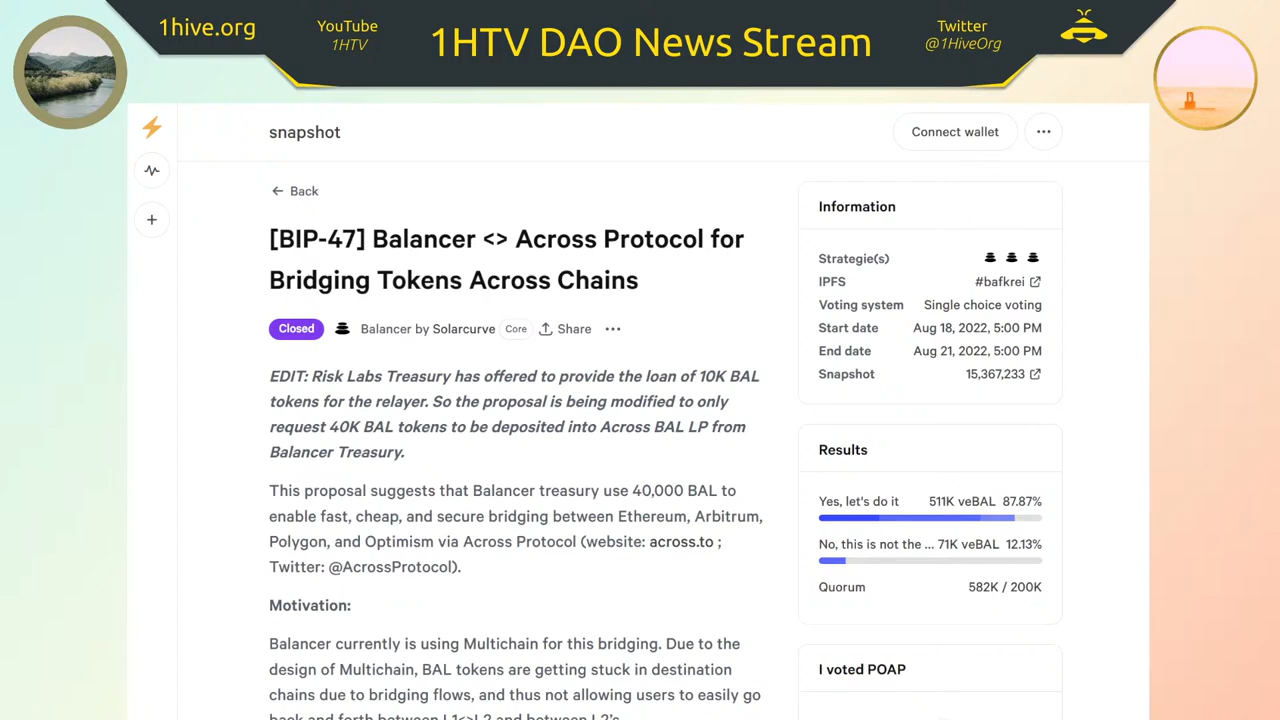 1hive.org
YouTube
1HTV
1HTV DAO News Stream
Twitter
@1HiveOrg
snapshot
Connect wallet
Back
[BIP-47] Balancer <> Across Protocol for
Bridging Tokens Across Chains
Closed
Balancer by Solarcurve
Core
Share
EDIT: Risk Labs Treasury has offered to provide the loan of 10K BAL
tokens for the relayer. So the proposal is being modified to only
request 40K BAL tokens to be deposited into Across BAL LP from
Balancer Treasury.
This proposal suggests that Balancer treasury use 40,000 BAL to
enable fast, cheap, and secure bridging between Ethereum, Arbitrum,
Polygon, and Optimism via Across Protocol (website: across.to ;
Twitter: @AcrossProtocol).
Motivation:
Balancer currently is using Multichain for this bridging. Due to the
design of Multichain, BAL tokens are getting stuck in destination
chains due to bridging flows, and thus not allowing users to easily go
back and forth between L1<>L2 and between L2's
Information
Strategie(s)
IPFS #bafkrei
Voting system Single choice voting
Start date Aug 18, 2022, 5:00 PM
End date Aug 21, 2022, 5:00 PM
Snapshot 15,367,233
Results
Yes, let's do it 511K veBAL 87.87%
No, this is not the ... 71K veBAL 12.13%
Quorum 582K / 200K
I voted POAP